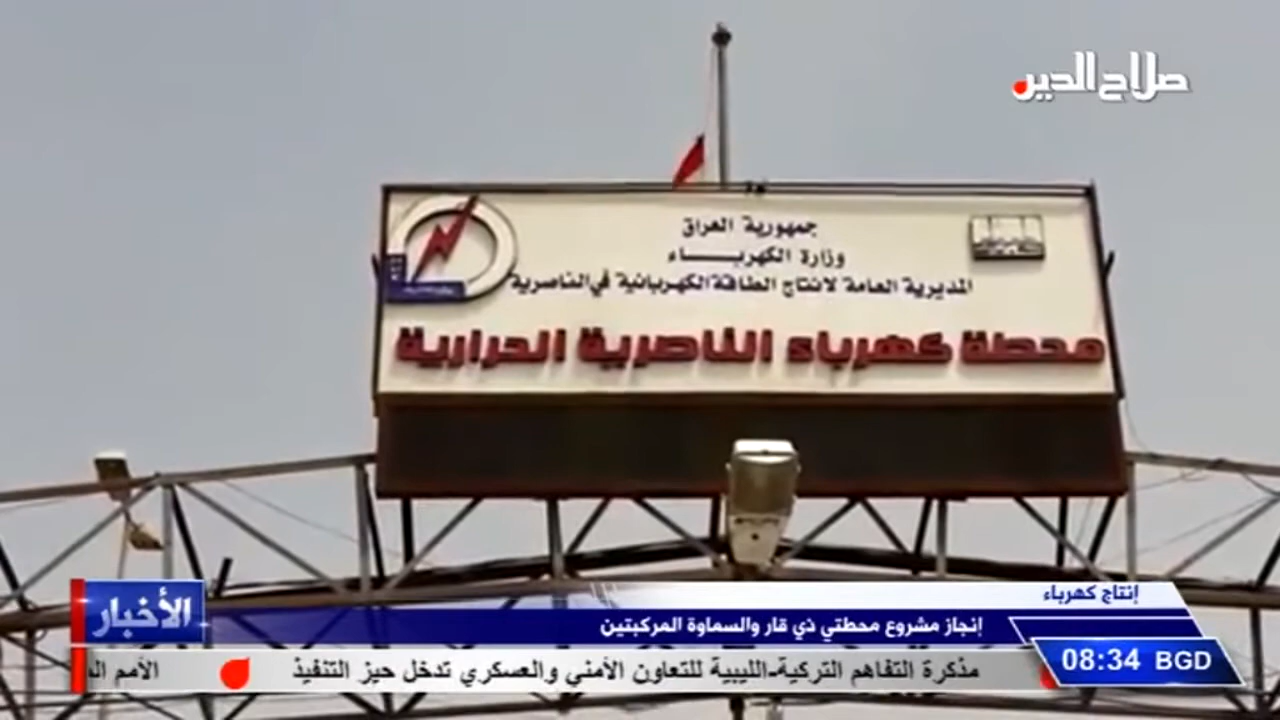 صلاح الدين
جمهورية العراق
وزارة الكهربـــاء
المديرية العامة لانتاج الطاقة الكهربائية في الناصرية
محطة كهرباء الناصرية الحرارية
إنتاج كهرباء
الأخبار
إنجاز مشروع محطتي ذي قار والسماوة المركبتين
08:34 BGD
مذكرة التفاهم التركية-الليبية للتعاون الأمني والعسكري تدخل حيز التنفيذ
الأمم